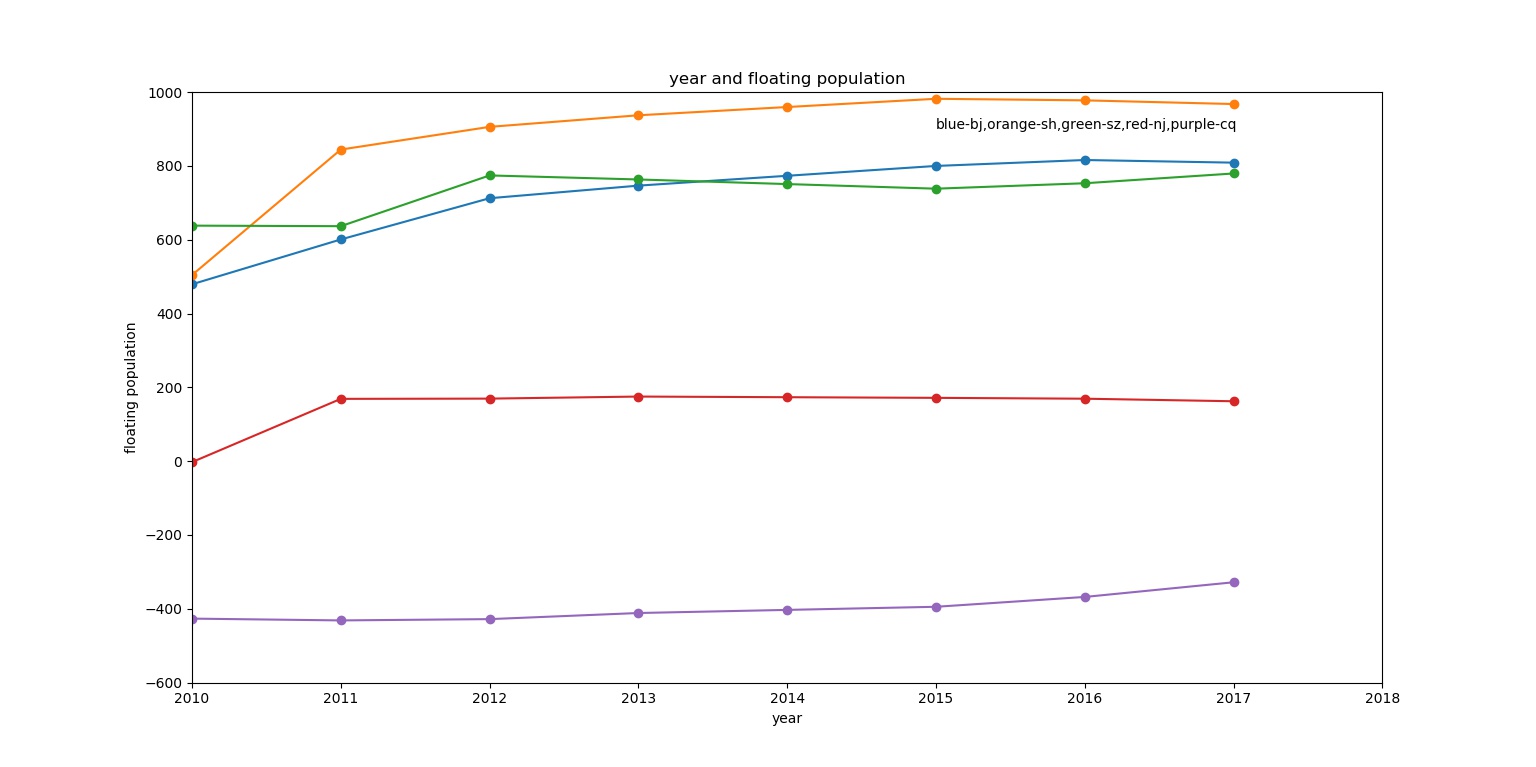 year and floating population
1000
blue-bj,orange-sh,green-sz,red-nj,purple-cq
800
600
400
floating population
200
0
−200
−400
−600
2010 2011 2012 2013 2014 2015 2016 2017 2018
year